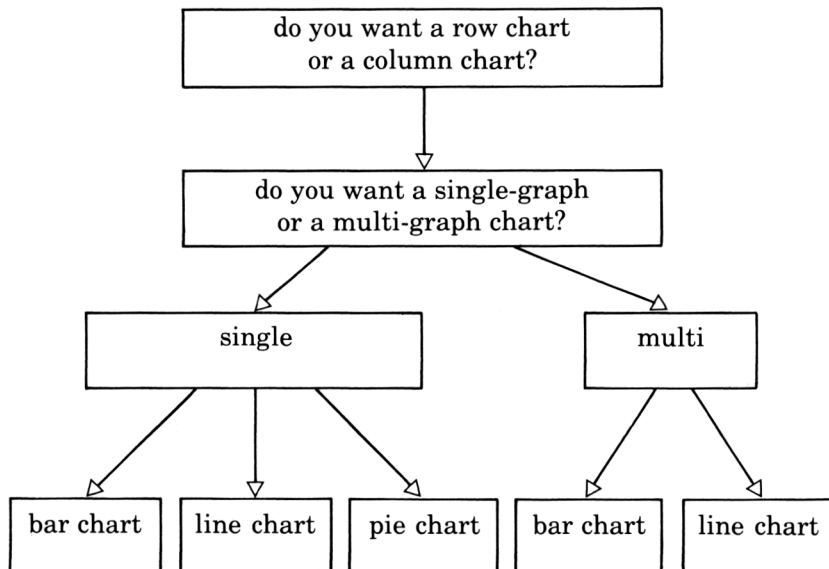 do you want a row chart
or a column chart?
do you want a single-graph
or a multi-graph chart?
single
multi
bar chart
line chart
pie chart
bar chart
line chart